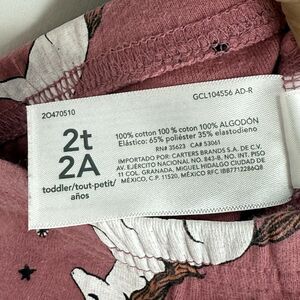 2O470510
GCL104556 AD-R
2t
2A
toddler/tout-petit/
años
100% cotton 100 % coton 100% ALGODÓN
Elástico: 65% poliéster 35% elastodieno
RN# 35623 CA# 53061
IMPORTADO POR: CARTERS BRANDS S.A. DE C.V.
AV. EJÉRCITO NACIONAL NO. 843-B, NO. INT. PISO
11 COL. GRANADA, MIGUEL HIDALGO CIUDAD DE
MÉXICO, C.P. 11520, MÉXICO RFC IBB7712286Q8